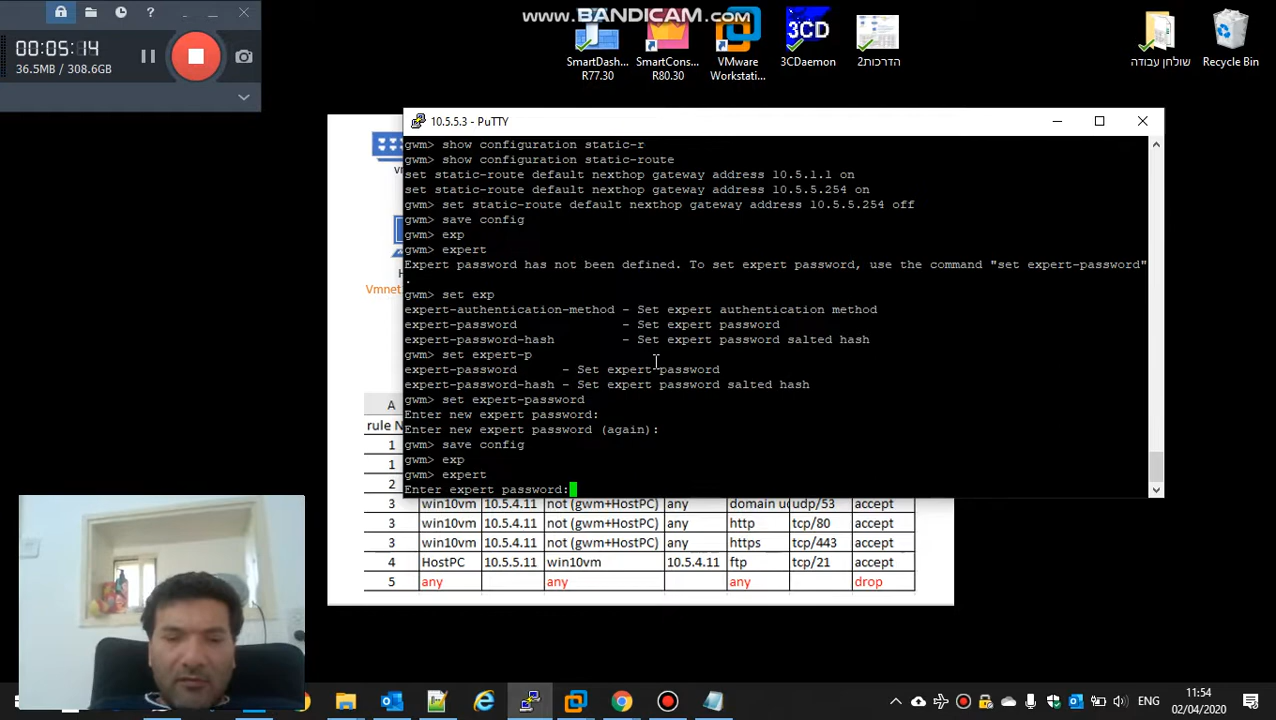 www.BANDICAM.com
00:05:14
36.5MB / 308.6GB
SmartDash...
R77.30
SmartCons...
R80.30
VMware
Workstati...
3CD
3CDaemon
הדרכות2
שולחן עבודה
Recycle Bin
10.5.5.3 - PuTTY
gwm> show configuration static-r
gwm> show configuration static-route
set static-route default nexthop gateway address 10.5.1.1 on
set static-route default nexthop gateway address 10.5.5.254 on
gwm> set static-route default nexthop gateway address 10.5.5.254 off
gwm> save config
gwm> exp
gwm> expert
Expert password has not been defined. To set expert password, use the command "set expert-password"
.
gwm> set exp
expert-authentication-method - Set expert authentication method
expert-password - Set expert password
expert-password-hash - Set expert password salted hash
gwm> set expert-p
expert-password - Set expert password
expert-password-hash - Set expert password salted hash
gwm> set expert-password
Enter new expert password:
Enter new expert password (again):
gwm> save config
gwm> exp
gwm> expert
Enter expert password:
Vmnet
A
rule N
1
1
2
3 win10vm 10.5.4.11 not (gwm+HostPC) any domain ud udp/53 accept
3 win10vm 10.5.4.11 not (gwm+HostPC) any http tcp/80 accept
3 win10vm 10.5.4.11 not (gwm+HostPC) any https tcp/443 accept
4 HostPC 10.5.5.11 win10vm 10.5.4.11 ftp tcp/21 accept
5 any any any drop
ENG
11:54
02/04/2020